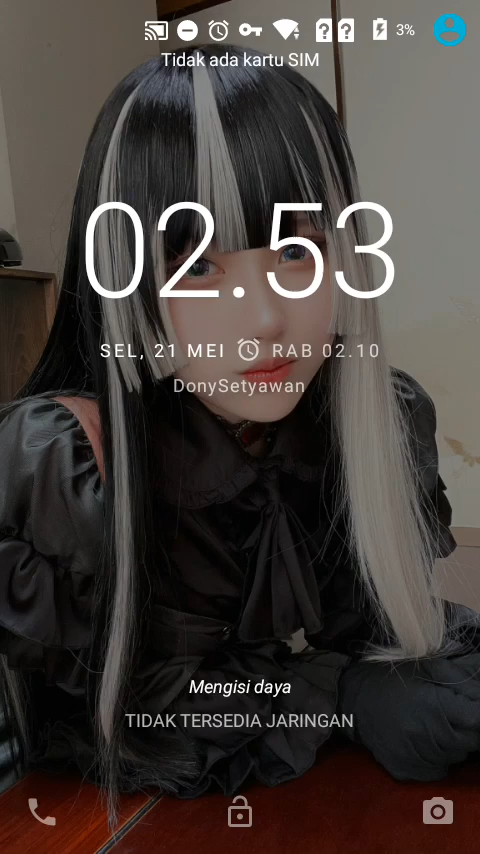 3%
Tidak ada kartu SIM
02.53
SEL, 21 MEI RAB 02.10
DonySetyawan
Mengisi daya
TIDAK TERSEDIA JARINGAN